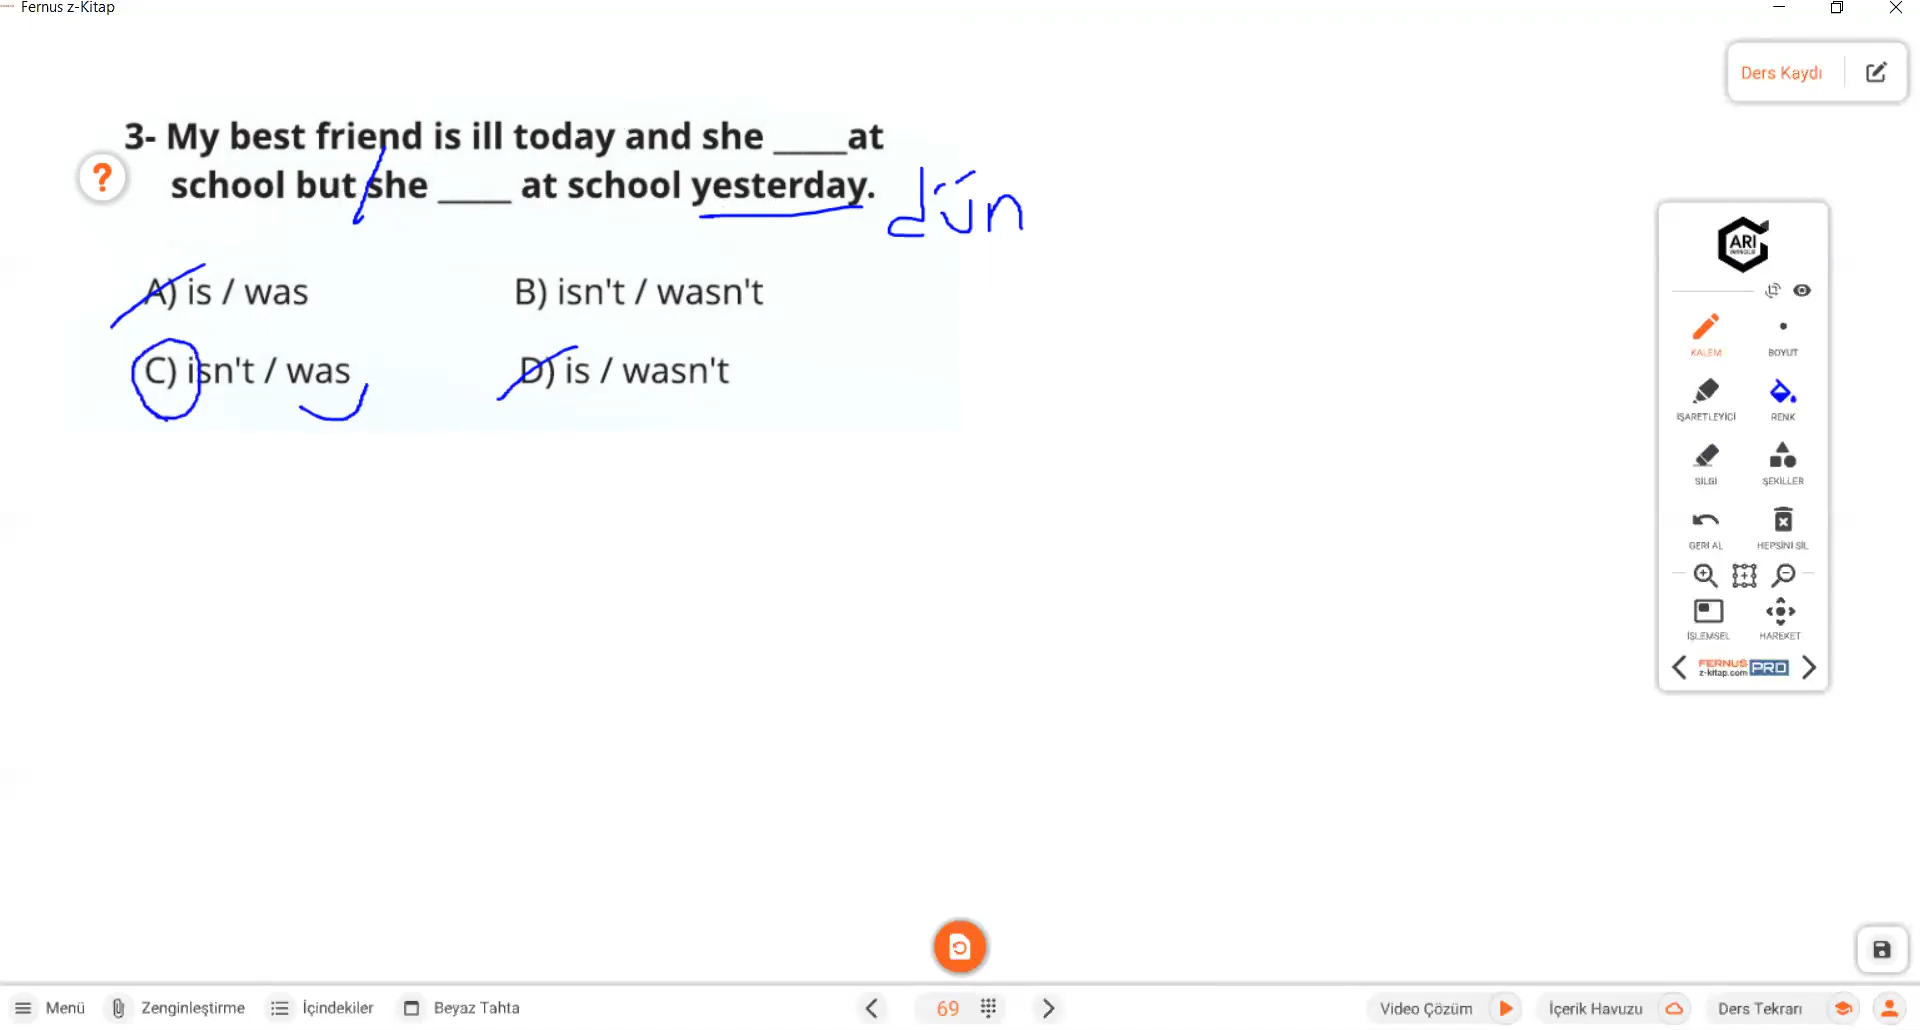 Fernus z-Kitap
Ders Kaydı
3- My best friend is ill today and she _____at
school but she _____ at school yesterday.
dün
A) is / was
B) isn't / wasn't
C) isn't / was
D) is / wasn't
ARI
KALEM
BOYUT
İŞARETLEYİCİ
RENK
SİLGİ
ŞEKİLLER
GERİ AL
HEPSİNİ SİL
İŞLEMSEL
HAREKET
FERNUS PRO
z-kitap.com
Menü
Zenginleştirme
İçindekiler
Beyaz Tahta
69
Video Çözüm
İçerik Havuzu
Ders Tekrarı